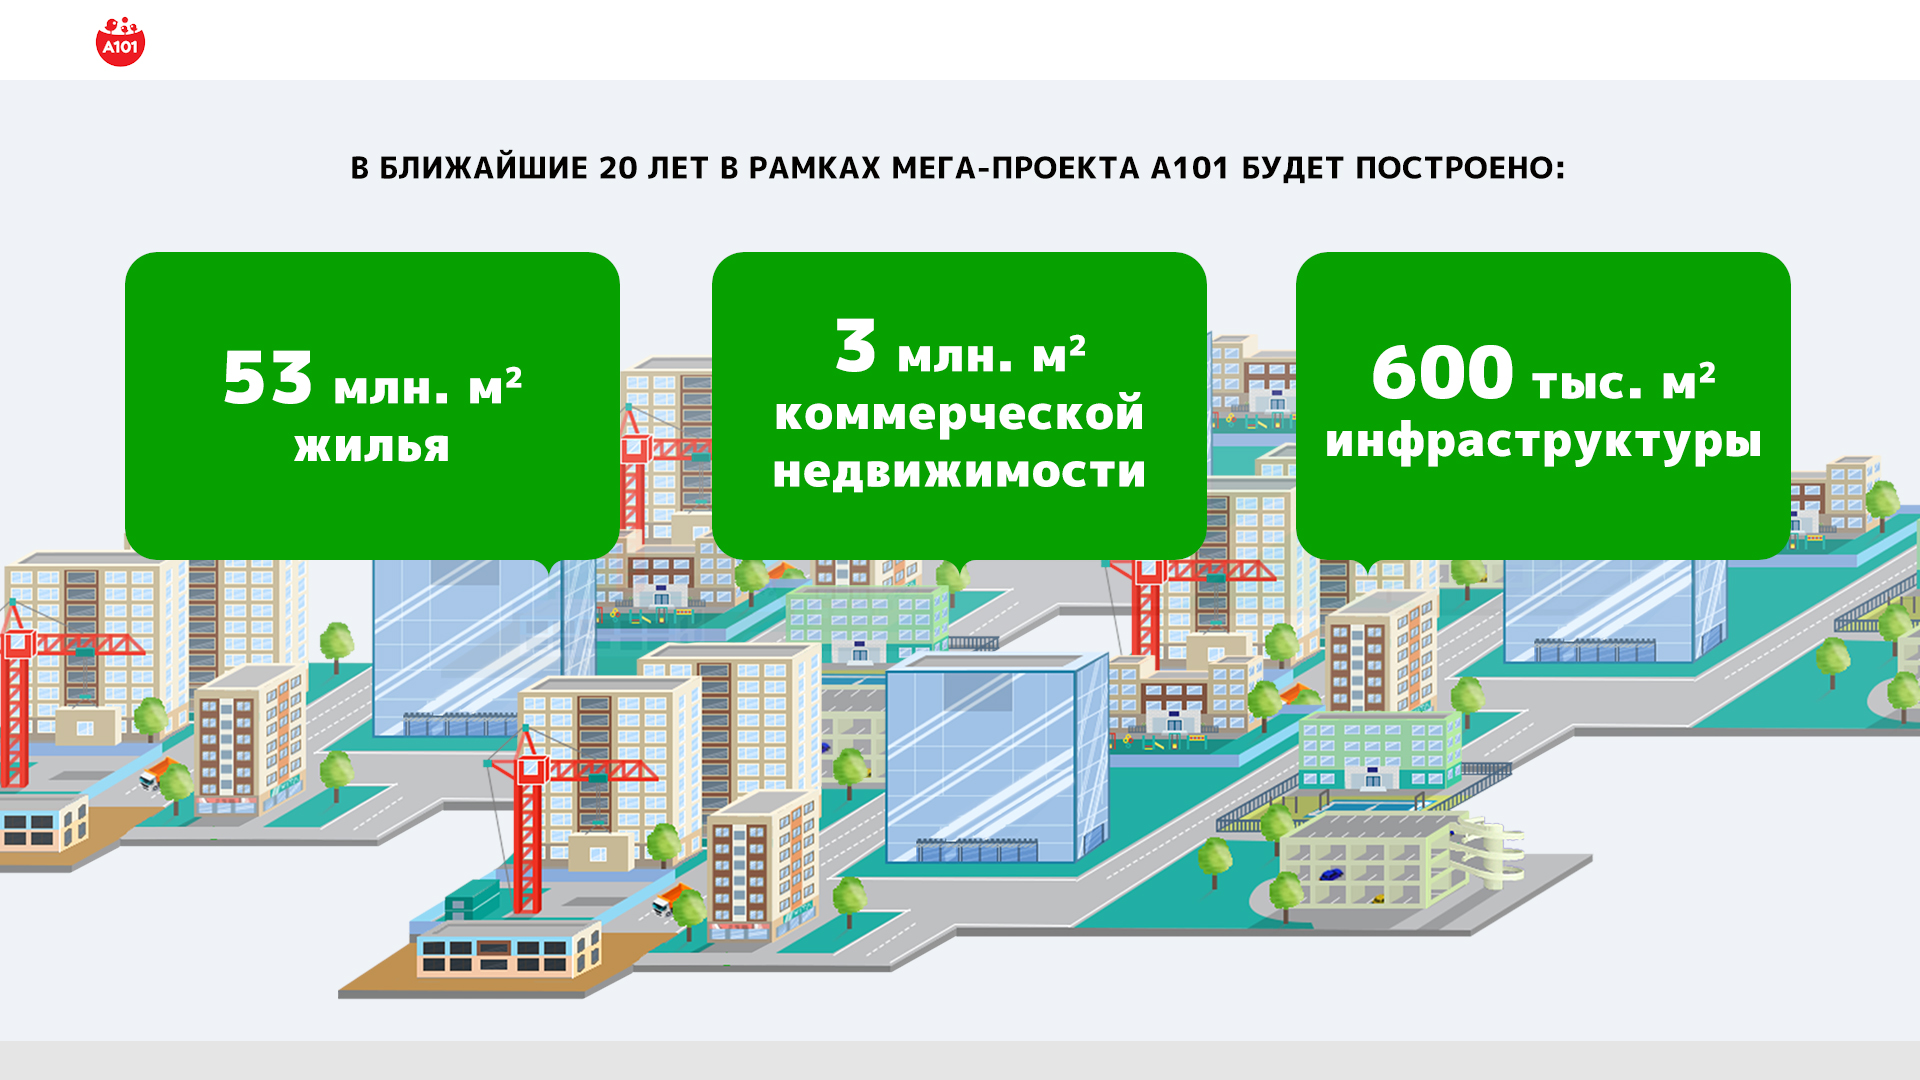 А101
В БЛИЖАЙШИЕ 20 ЛЕТ В РАМКАХ МЕГА-ПРОЕКТА А101 БУДЕТ ПОСТРОЕНО:
53 млн. м²
жилья
3 млн. м²
коммерческой
недвижимости
600 тыс. м²
инфраструктуры